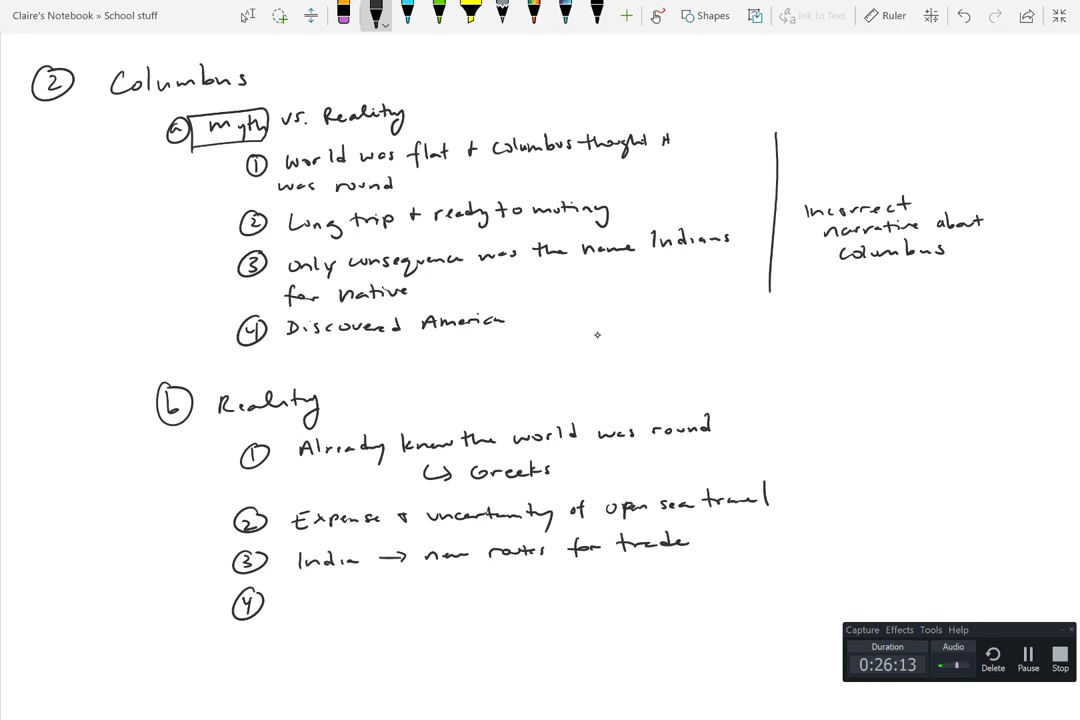 Claire's Notebook » School stuff
Shapes
Ink to Text
Ruler
② Columbus
ⓐ Myth vs. Reality
① World was flat + Columbus thought it
was round
② Long trip + ready to mutiny
③ only consequence was the name Indians
for native
④ Discovered America
Incorrect
narrative about
Columbus
ⓑ Reality
① Already knew the world was round
↳ Greeks
② Expense & uncertainty of open sea travel
③ India → new routes for trade
④
Capture Effects Tools Help
Duration Audio
0:26:13
Delete Pause Stop